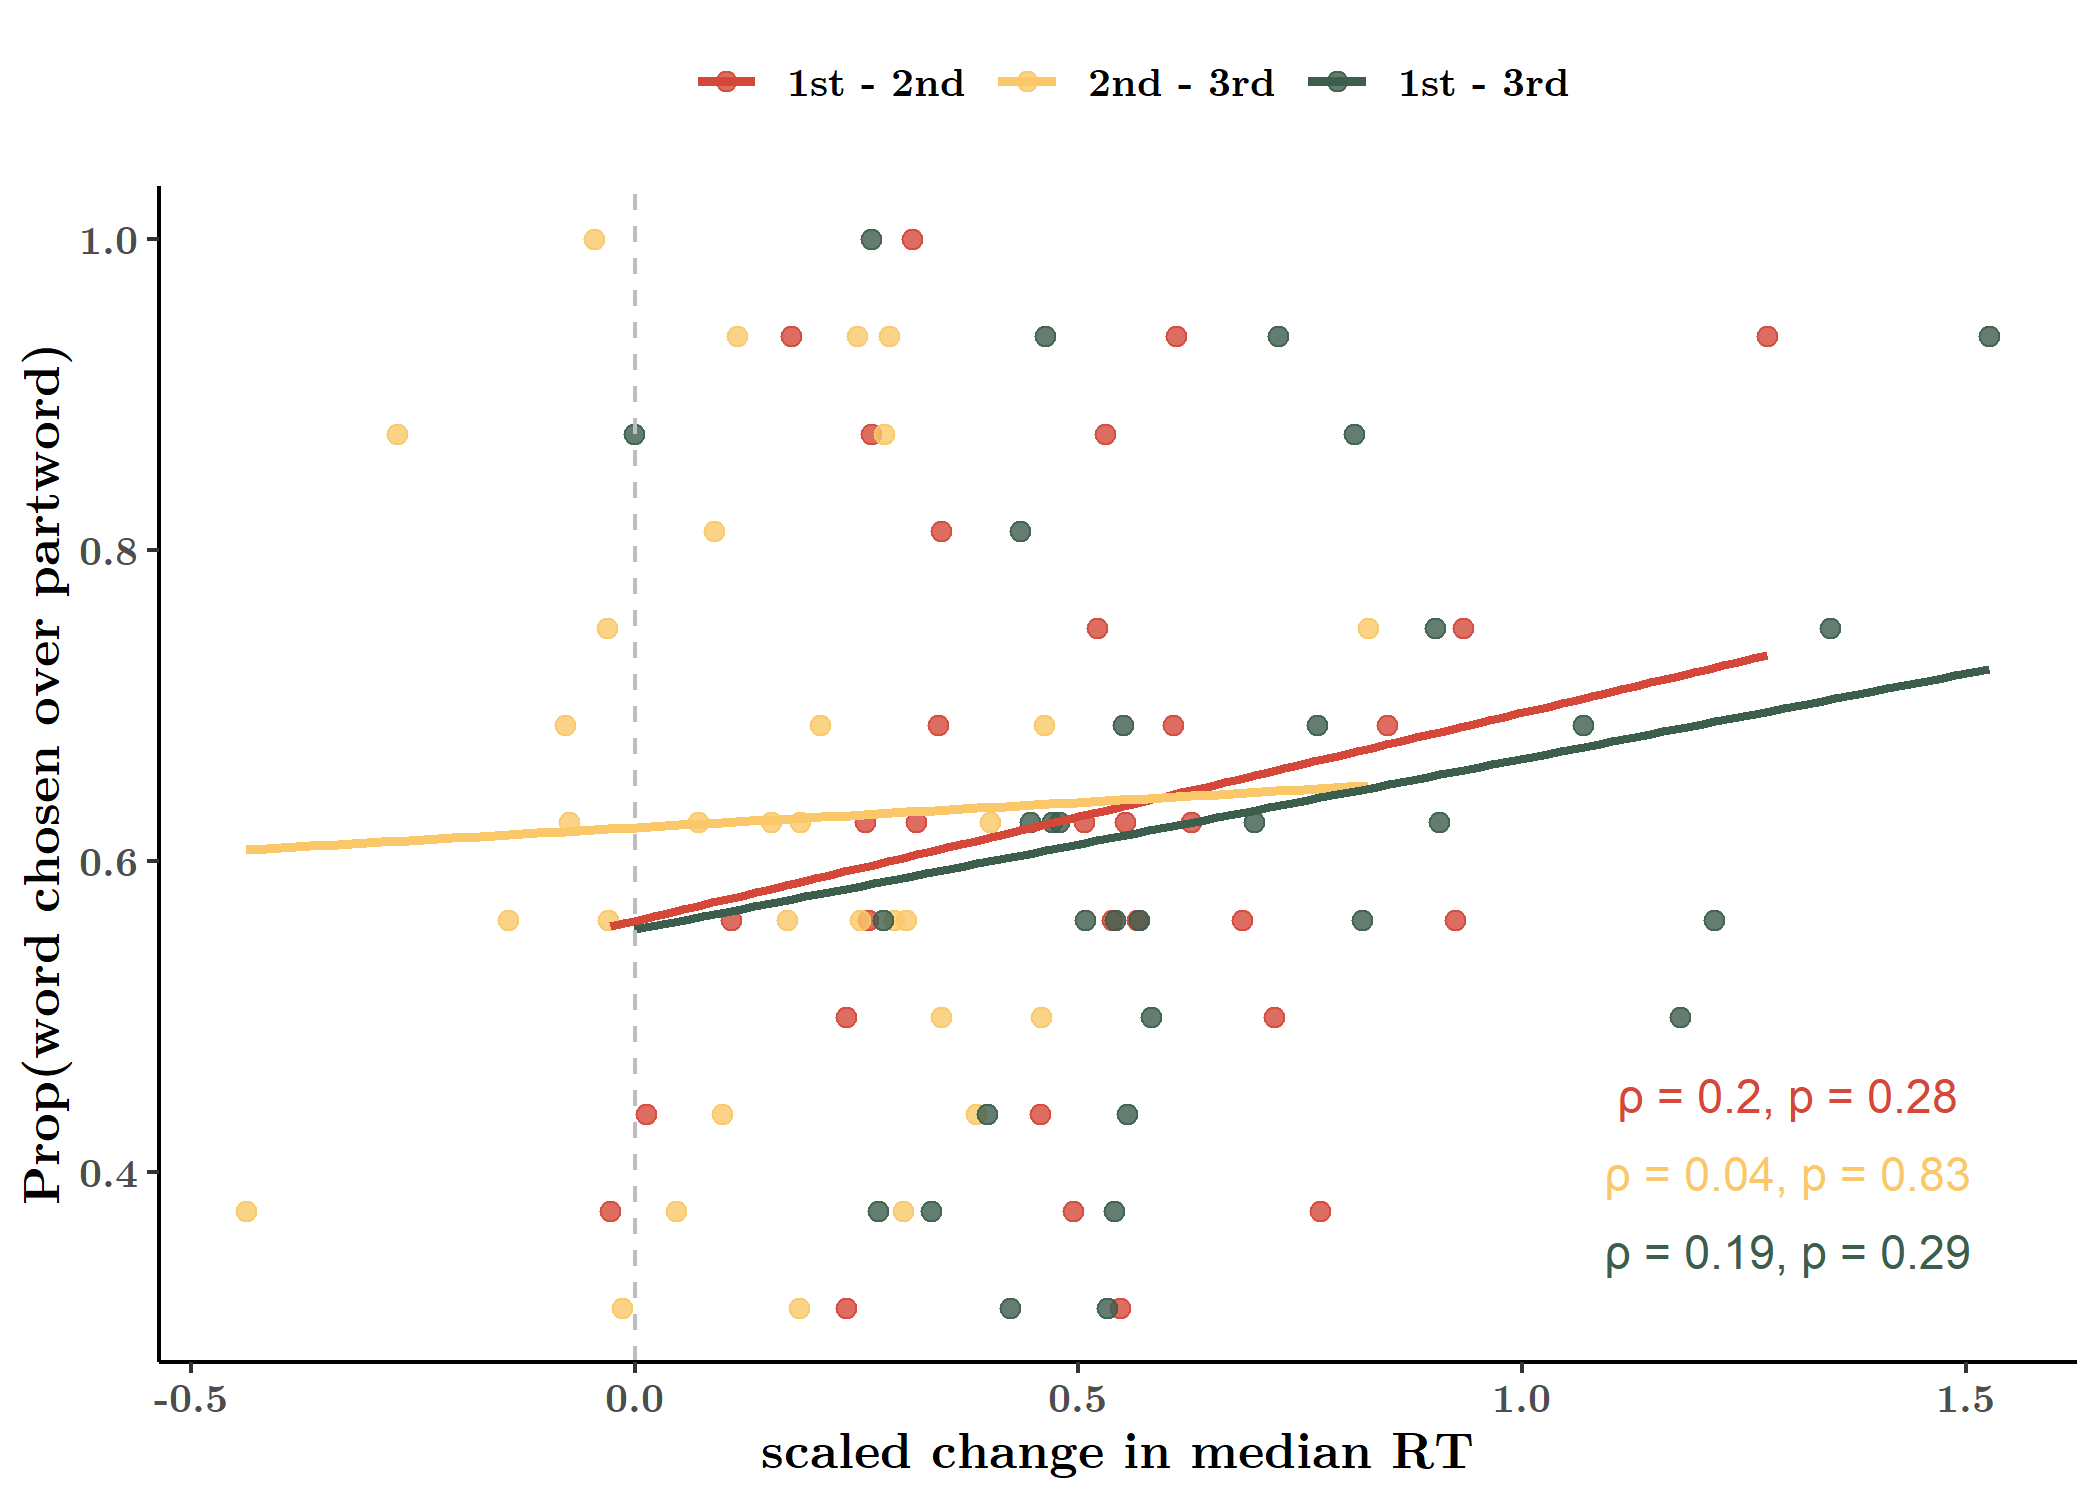 1st - 2nd 2nd - 3rd 1st - 3rd
Prop(word chosen over partword)
1.0
0.8
0.6
0.4
ρ = 0.2, p = 0.28
ρ = 0.04, p = 0.83
ρ = 0.19, p = 0.29
-0.5 0.0 0.5 1.0 1.5
scaled change in median RT